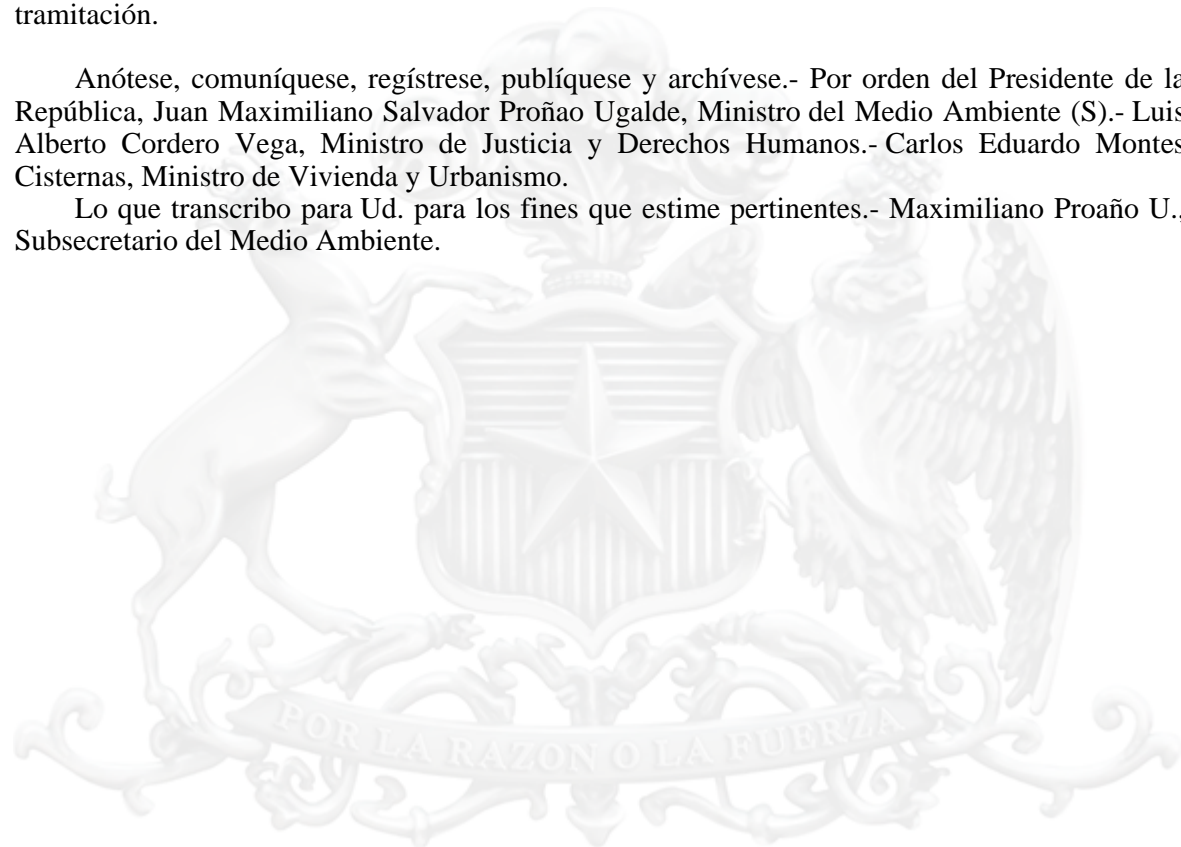 tramitación.
Anótese, comuníquese, regístrese, publíquese y archívese.- Por orden del Presidente de la
República, Juan Maximiliano Salvador Proñao Ugalde, Ministro del Medio Ambiente (S).- Luis
Alberto Cordero Vega, Ministro de Justicia y Derechos Humanos.- Carlos Eduardo Montes
Cisternas, Ministro de Vivienda y Urbanismo.
Lo que transcribo para Ud. para los fines que estime pertinentes.- Maximiliano Proaño U.,
Subsecretario del Medio Ambiente.
POR LA RAZON O LA FUERZA